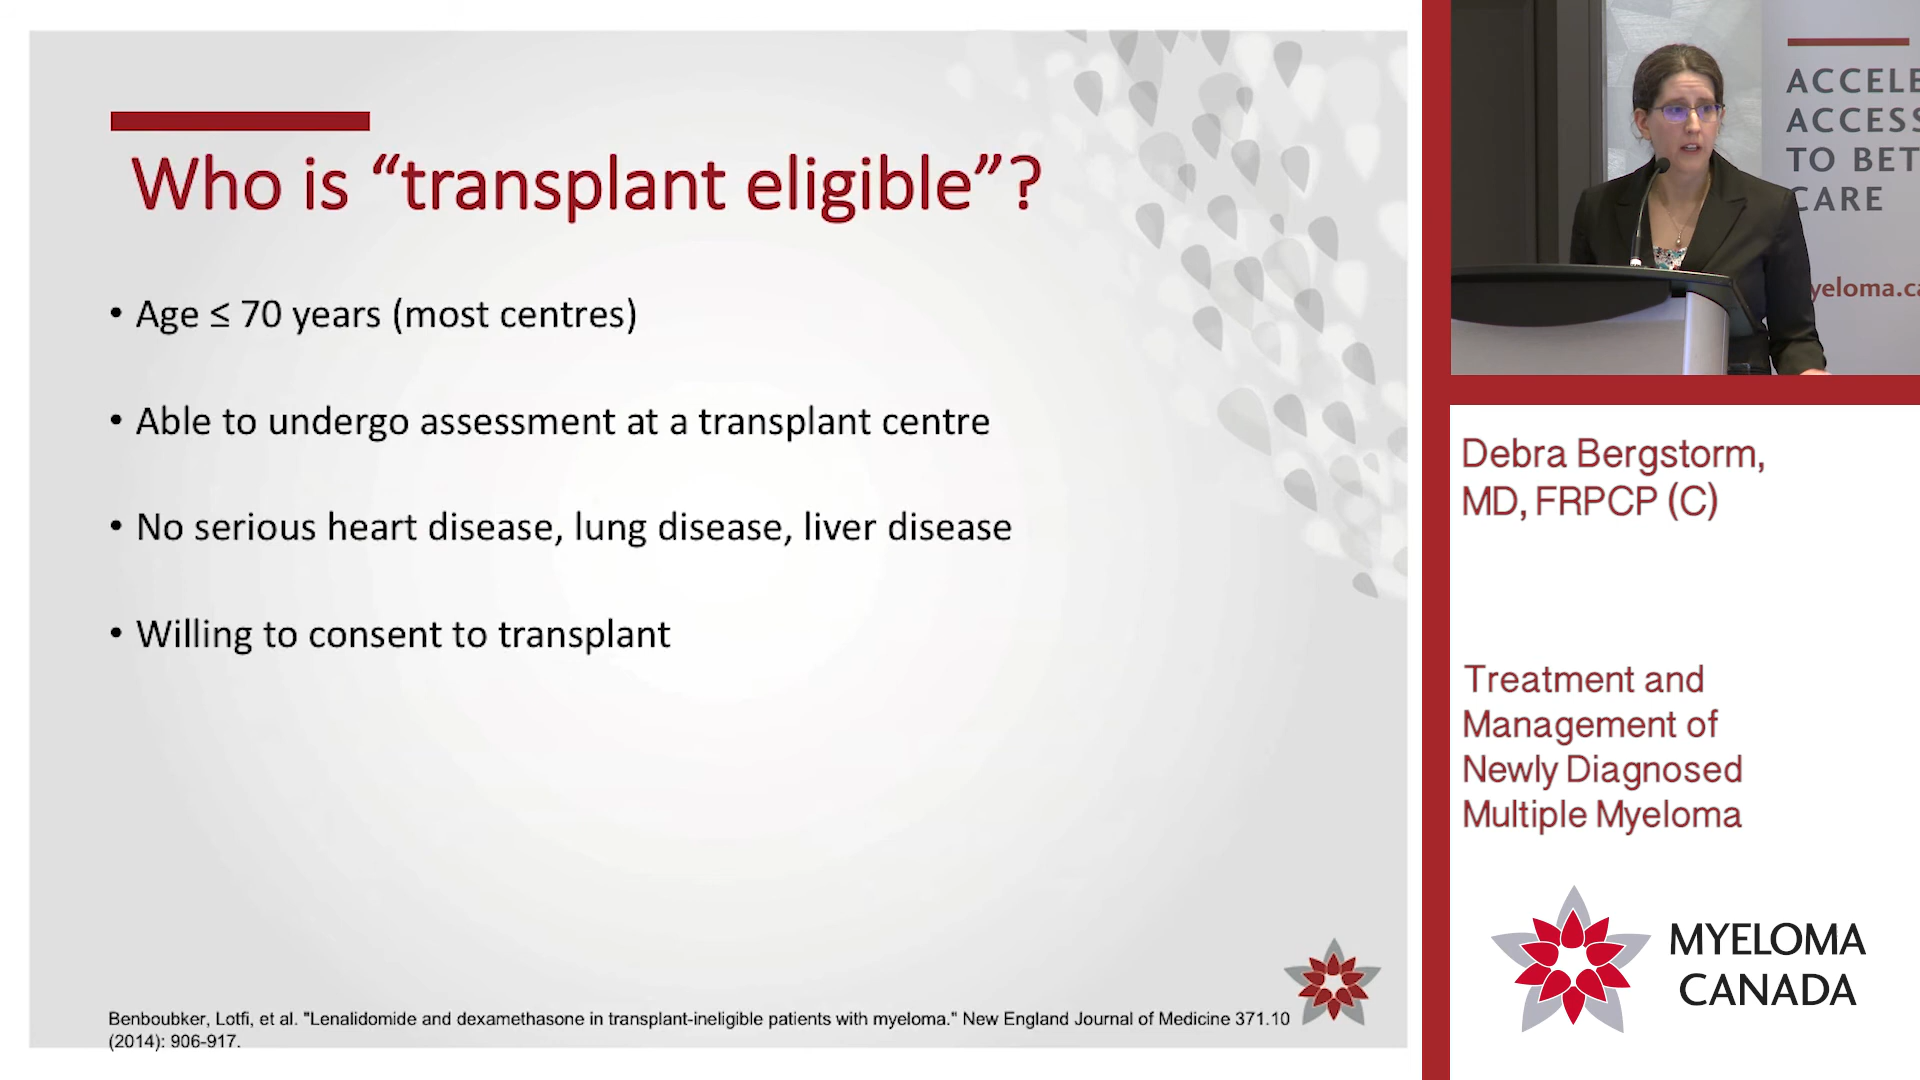 Who is “transplant eligible”?
• Age ≤ 70 years (most centres)
• Able to undergo assessment at a transplant centre
• No serious heart disease, lung disease, liver disease
• Willing to consent to transplant
Benboubker, Lotfi, et al. "Lenalidomide and dexamethasone in transplant-ineligible patients with myeloma." New England Journal of Medicine 371.10
(2014): 906-917.
ACCELE
ACCESS
TO BET
CARE
yeloma.ca
Debra Bergstorm,
MD, FRPCP (C)
Treatment and
Management of
Newly Diagnosed
Multiple Myeloma
MYELOMA
CANADA